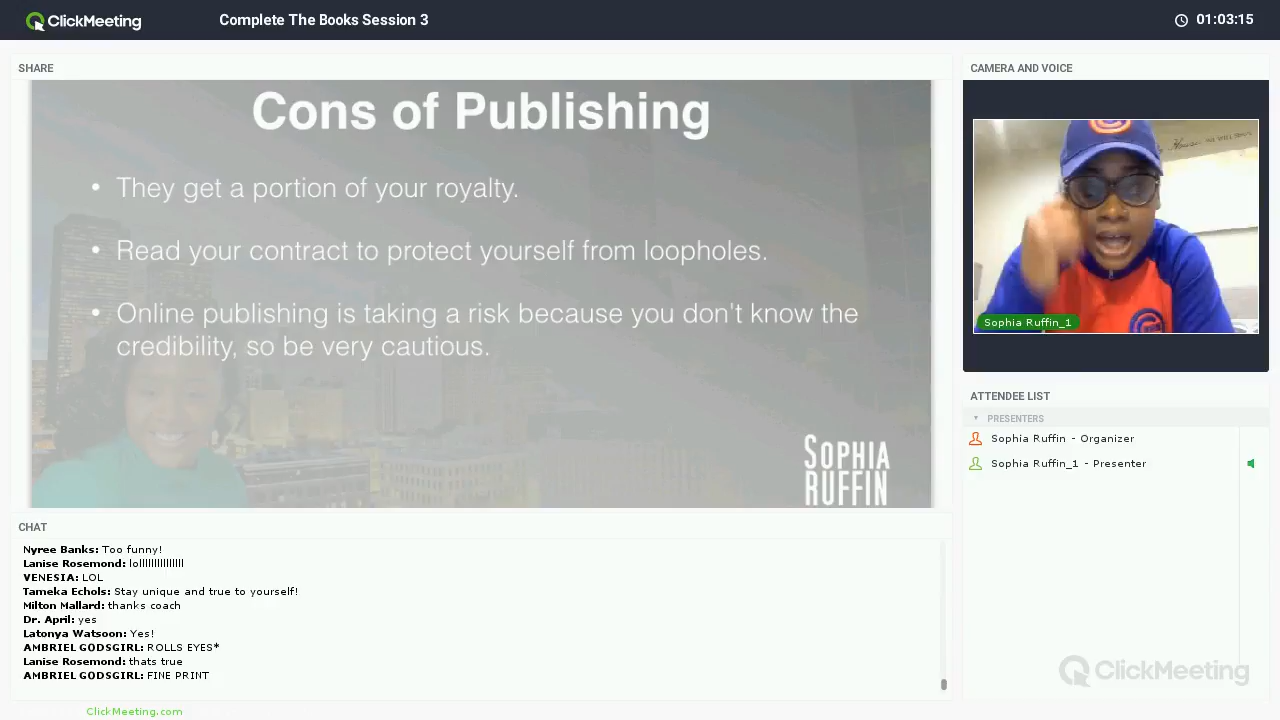 ClickMeeting
Complete The Books Session 3
01:03:15
SHARE
Cons of Publishing
• They get a portion of your royalty.
• Read your contract to protect yourself from loopholes.
• Online publishing is taking a risk because you don't know the
credibility, so be very cautious.
SOPHIA
RUFFIN
CAMERA AND VOICE
Sophia Ruffin_1
ATTENDEE LIST
PRESENTERS
Sophia Ruffin - Organizer
Sophia Ruffin_1 - Presenter
CHAT
Nyree Banks: Too funny!
Lanise Rosemond: lolllllllllllllll
VENESIA: LOL
Tameka Echols: Stay unique and true to yourself!
Milton Mallard: thanks coach
Dr. April: yes
Latonya Watsoon: Yes!
AMBRIEL GODSGIRL: ROLLS EYES*
Lanise Rosemond: thats true
AMBRIEL GODSGIRL: FINE PRINT
ClickMeeting
ClickMeeting.com